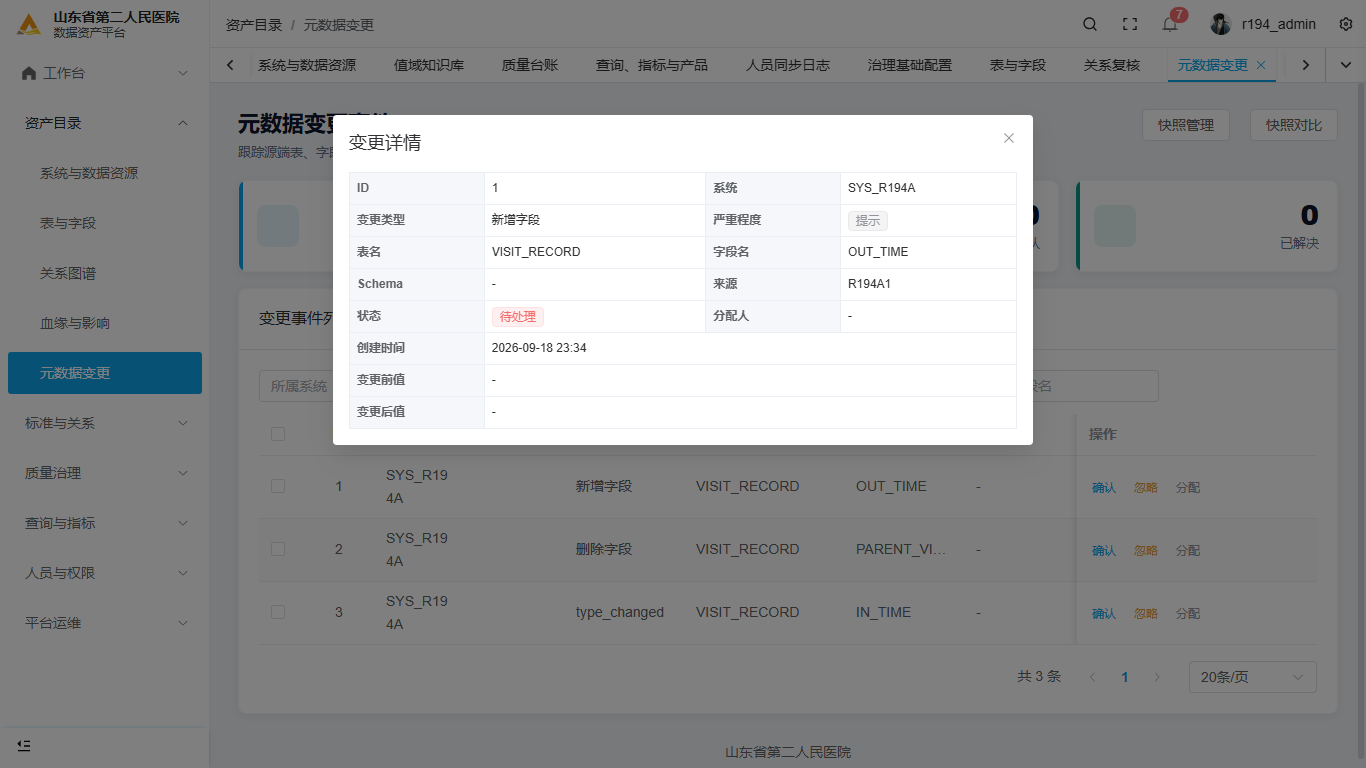 山东省第二人民医院
数据资产平台
资产目录 / 元数据变更
7
r194_admin
工作台
资产目录
系统与数据资源
表与字段
关系图谱
血缘与影响
元数据变更
标准与关系
质量治理
查询与指标
人员与权限
平台运维
系统与数据资源 值域知识库 质量台账 查询、指标与产品 人员同步日志 治理基础配置 表与字段 关系复核 元数据变更
元数据变更
快照管理 快照对比
跟踪源端表、字
0
已解决
变更事件列
所属系统
变更详情
ID 1 系统 SYS_R194A
变更类型 新增字段 严重程度 提示
表名 VISIT_RECORD 字段名 OUT_TIME
Schema - 来源 R194A1
状态 待处理 分配人 -
创建时间 2026-09-18 23:34
变更前值 -
变更后值 -
操作
1 SYS_R194A 新增字段 VISIT_RECORD OUT_TIME - 确认 忽略 分配
2 SYS_R194A 删除字段 VISIT_RECORD PARENT_VI... - 确认 忽略 分配
3 SYS_R194A type_changed VISIT_RECORD IN_TIME - 确认 忽略 分配
共 3 条 1 20条/页
山东省第二人民医院